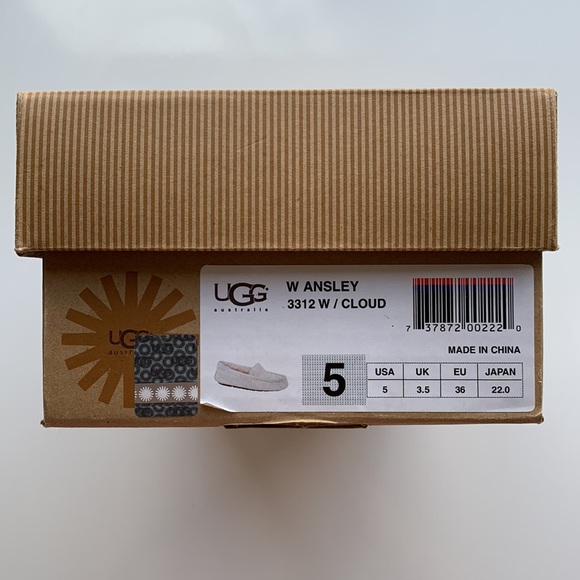 UGG
australia
W ANSLEY
3312 W / CLOUD
7 37872 00222 0
MADE IN CHINA
5
USA UK EU JAPAN
5 3.5 36 22.0
UGG